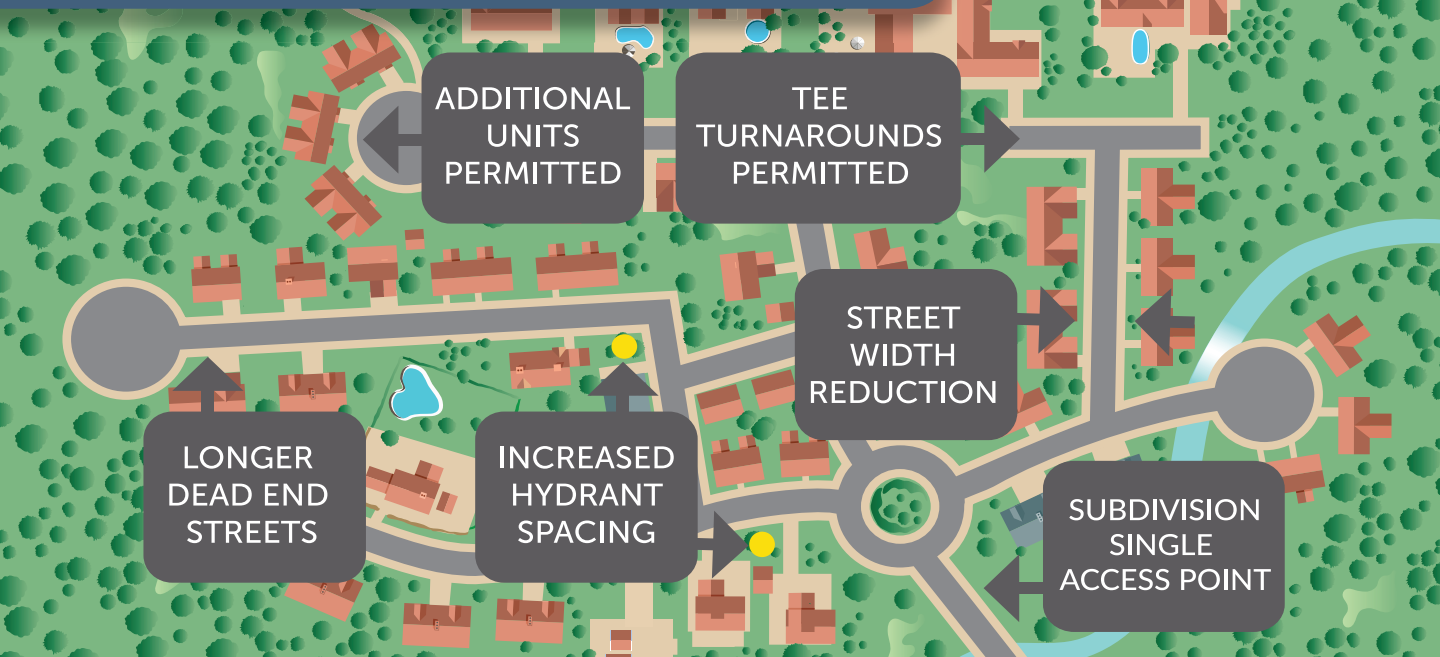 ADDITIONAL
UNITS
PERMITTED
TEE
TURNAROUNDS
PERMITTED
STREET
WIDTH
REDUCTION
LONGER
DEAD END
STREETS
INCREASED
HYDRANT
SPACING
SUBDIVISION
SINGLE
ACCESS POINT